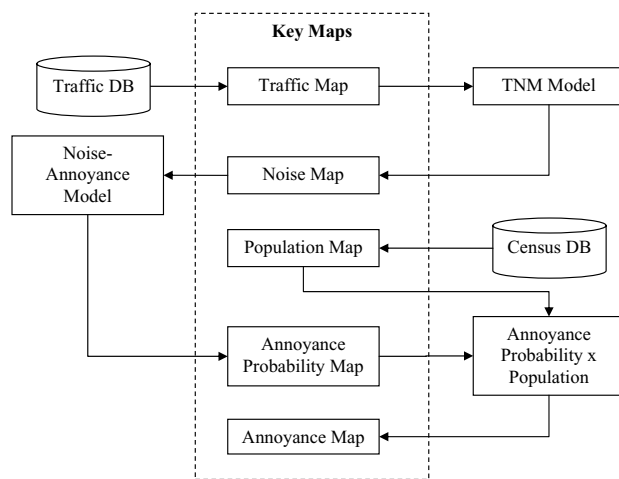 Key Maps
Traffic DB
Traffic Map
TNM Model
Noise-
Annoyance
Model
Noise Map
Population Map
Census DB
Annoyance
Probability Map
Annoyance
Probability x
Population
Annoyance Map